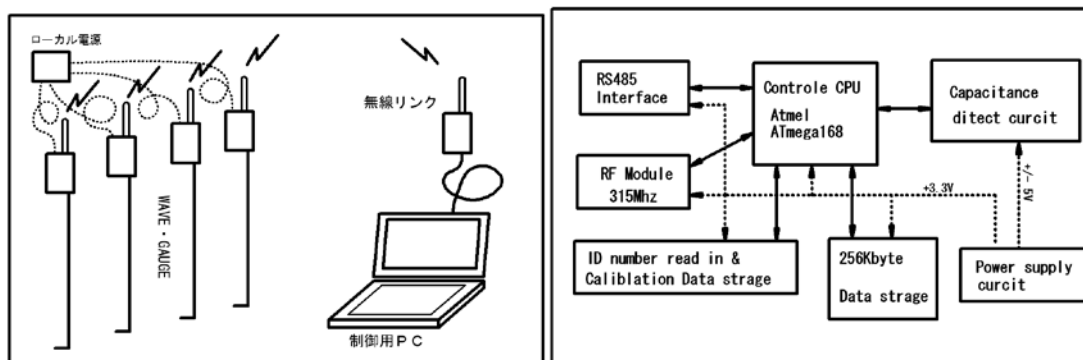 ローカル電源
無線リンク
WAVE・GAUGE
制御用ＰＣ
RS485
Interface
Controle CPU
Atmel
ATmega168
Capacitance
ditect curcit
RF Module
315Mhz
+3.3V
+/- 5V
ID number read in &
Caliblation Data strage
256Kbyte
Data strage
Power supply
curcit